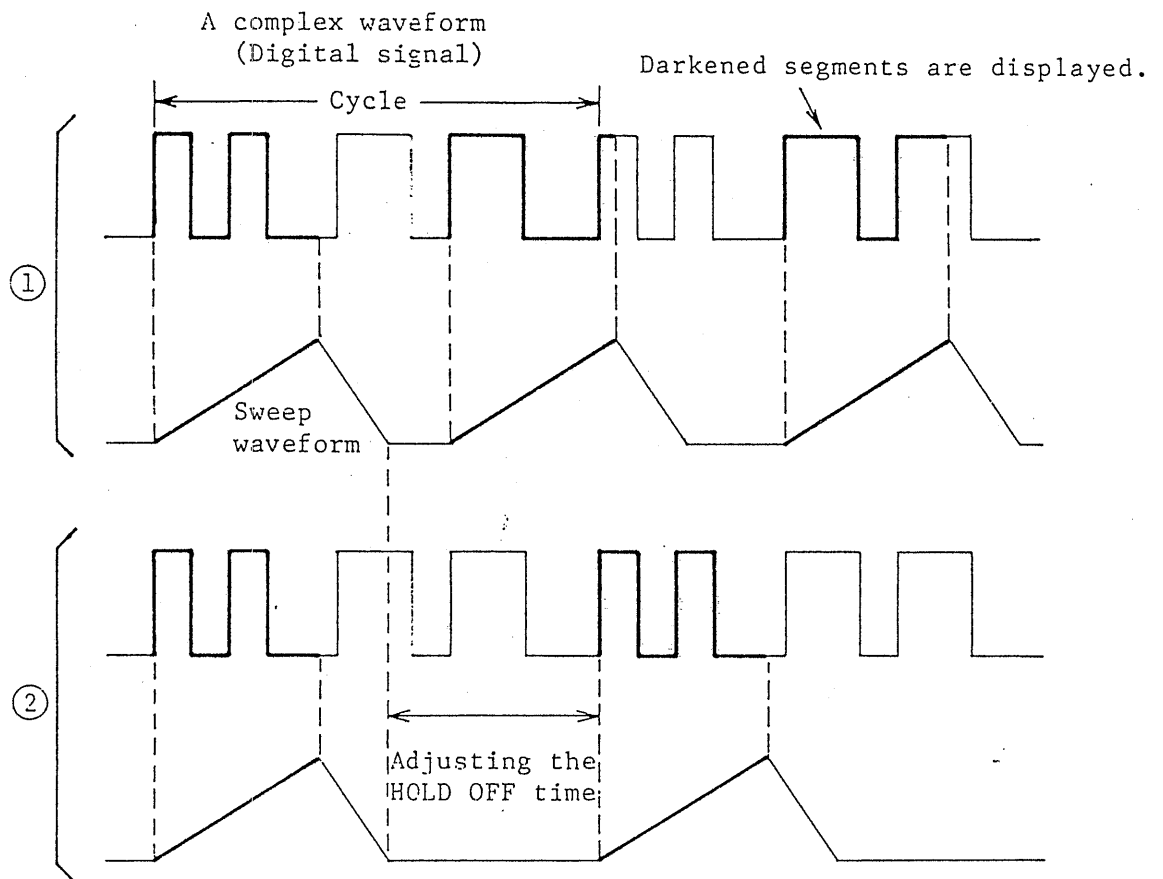 A complex waveform
(Digital signal)
Darkened segments are displayed.
Cycle
①
Sweep
waveform
②
Adjusting the
HOLD OFF time